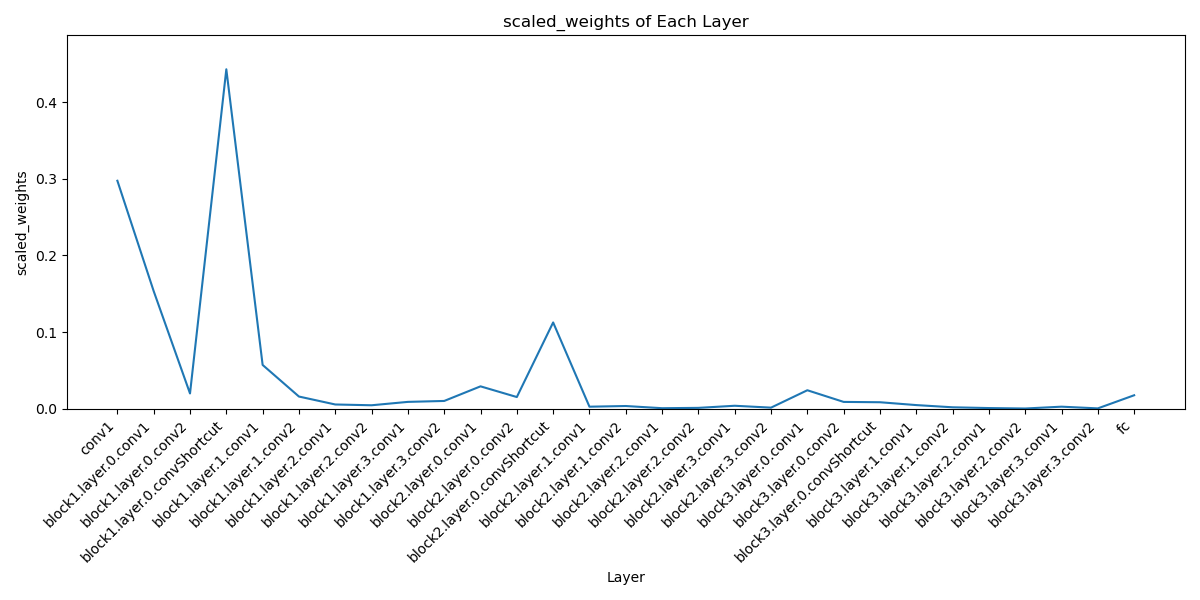 scaled_weights of Each Layer
scaled_weights
0.4
0.3
0.2
0.1
0.0
conv1
block1.layer.0.conv1
block1.layer.0.conv2
block1.layer.0.convShortcut
block1.layer.1.conv1
block1.layer.1.conv2
block1.layer.2.conv1
block1.layer.2.conv2
block1.layer.3.conv1
block1.layer.3.conv2
block2.layer.0.conv1
block2.layer.0.conv2
block2.layer.0.convShortcut
block2.layer.1.conv1
block2.layer.1.conv2
block2.layer.2.conv1
block2.layer.2.conv2
block2.layer.3.conv1
block2.layer.3.conv2
block3.layer.0.conv1
block3.layer.0.conv2
block3.layer.0.convShortcut
block3.layer.1.conv1
block3.layer.1.conv2
block3.layer.2.conv1
block3.layer.2.conv2
block3.layer.3.conv1
block3.layer.3.conv2
fc
Layer